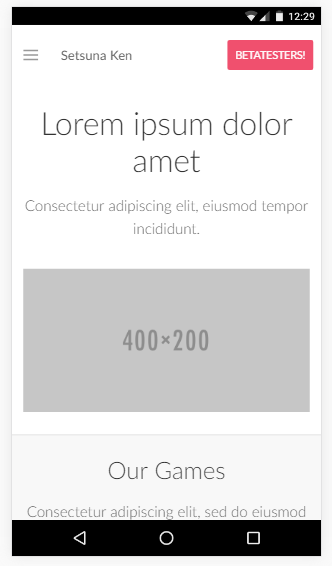 12:29
Setsuna Ken
BETATESTERS!
Lorem ipsum dolor
amet
Consectetur adipiscing elit, eiusmod tempor
incididunt.
400×200
Our Games
Consectetur adipiscing elit, sed do eiusmod